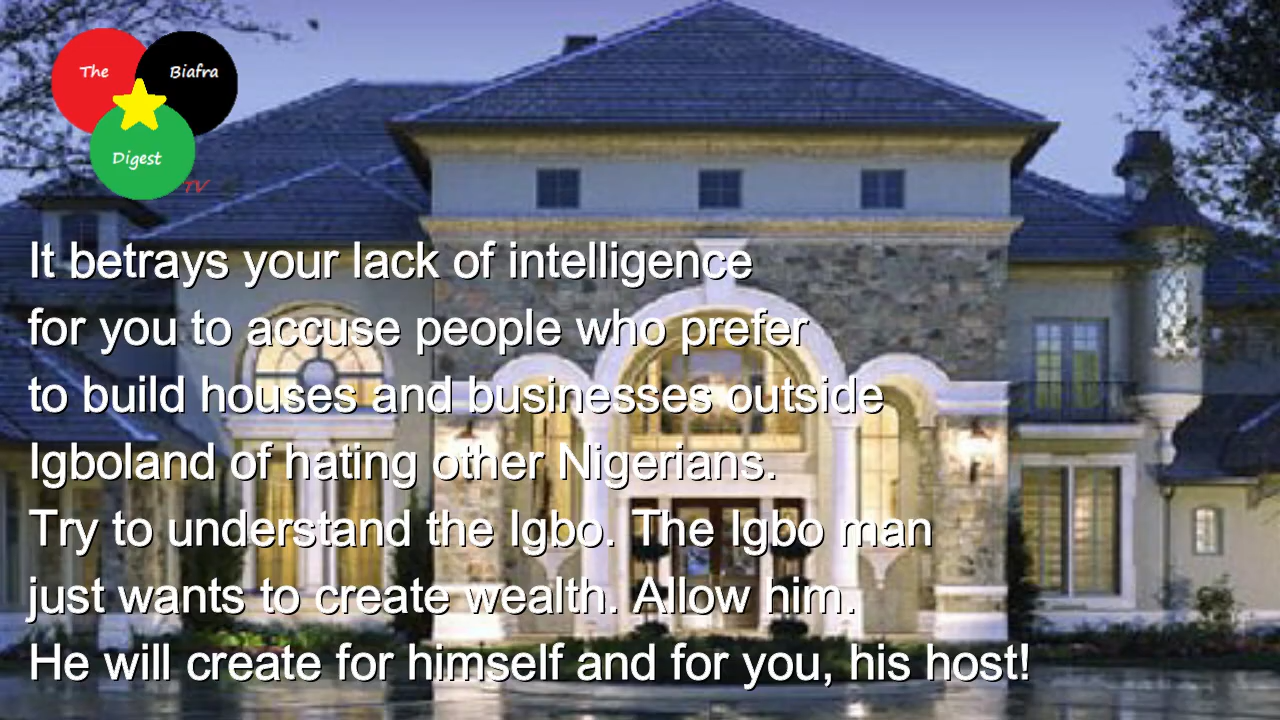 The
Biafra
Digest
TV
It betrays your lack of intelligence
for you to accuse people who prefer
to build houses and businesses outside
Igboland of hating other Nigerians.
Try to understand the Igbo. The Igbo man
just wants to create wealth. Allow him.
He will create for himself and for you, his host!